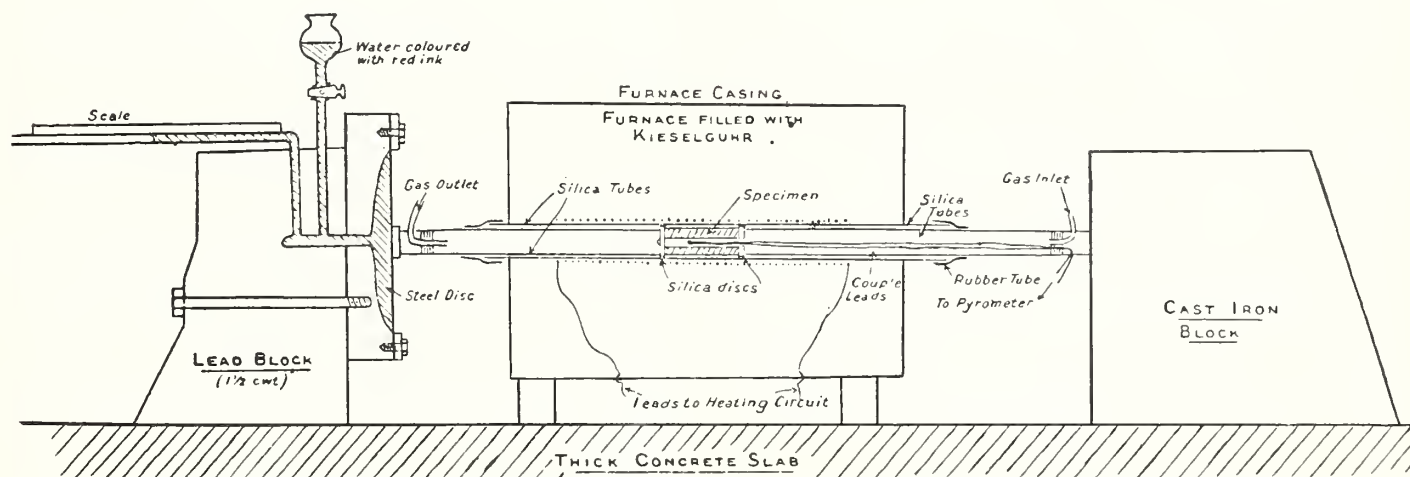 Water coloured
with red ink
Scale
FURNACE CASING
FURNACE FILLED WITH
KIESELGUHR
Gas Outlet
Silica Tubes
Specimen
Gas Inlet
Silica
Tubes
Steel Disc
Silica discs
Couple
Leads
Rubber Tube
To Pyrometer
CAST IRON
BLOCK
LEAD BLOCK
(1½ cwt)
Leads to Heating Circuit
THICK CONCRETE SLAB